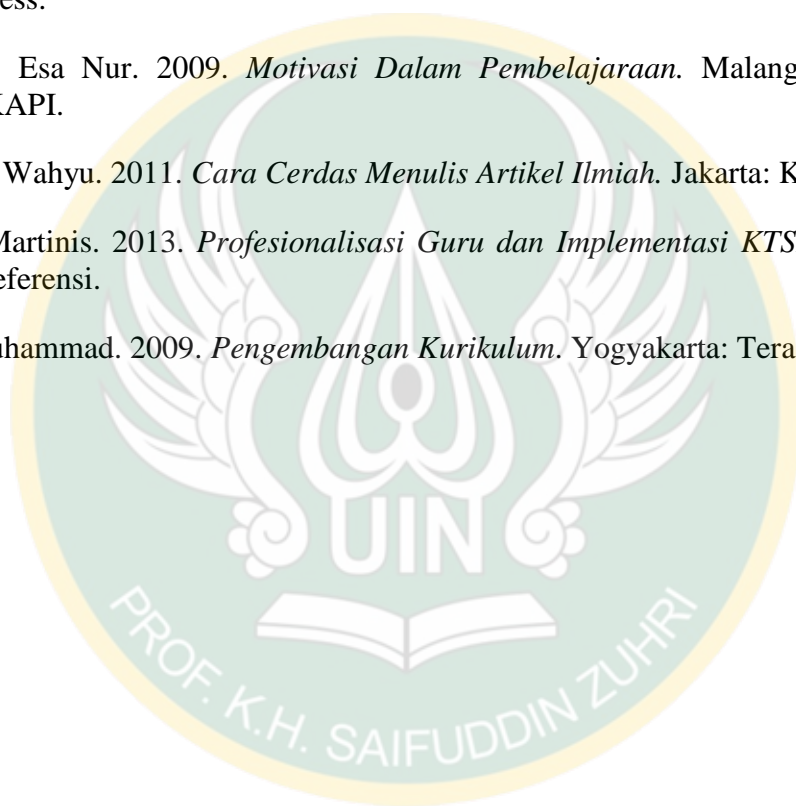 ess.
Esa Nur. 2009. Motivasi Dalam Pembelajaraan. Malang
KAPI.
Wahyu. 2011. Cara Cerdas Menulis Artikel Ilmiah. Jakarta: K
Martinis. 2013. Profesionalisasi Guru dan Implementasi KTS
eferensi.
uhammad. 2009. Pengembangan Kurikulum. Yogyakarta: Tera
UIN
PROF. K.H. SAIFUDDIN ZUHRI